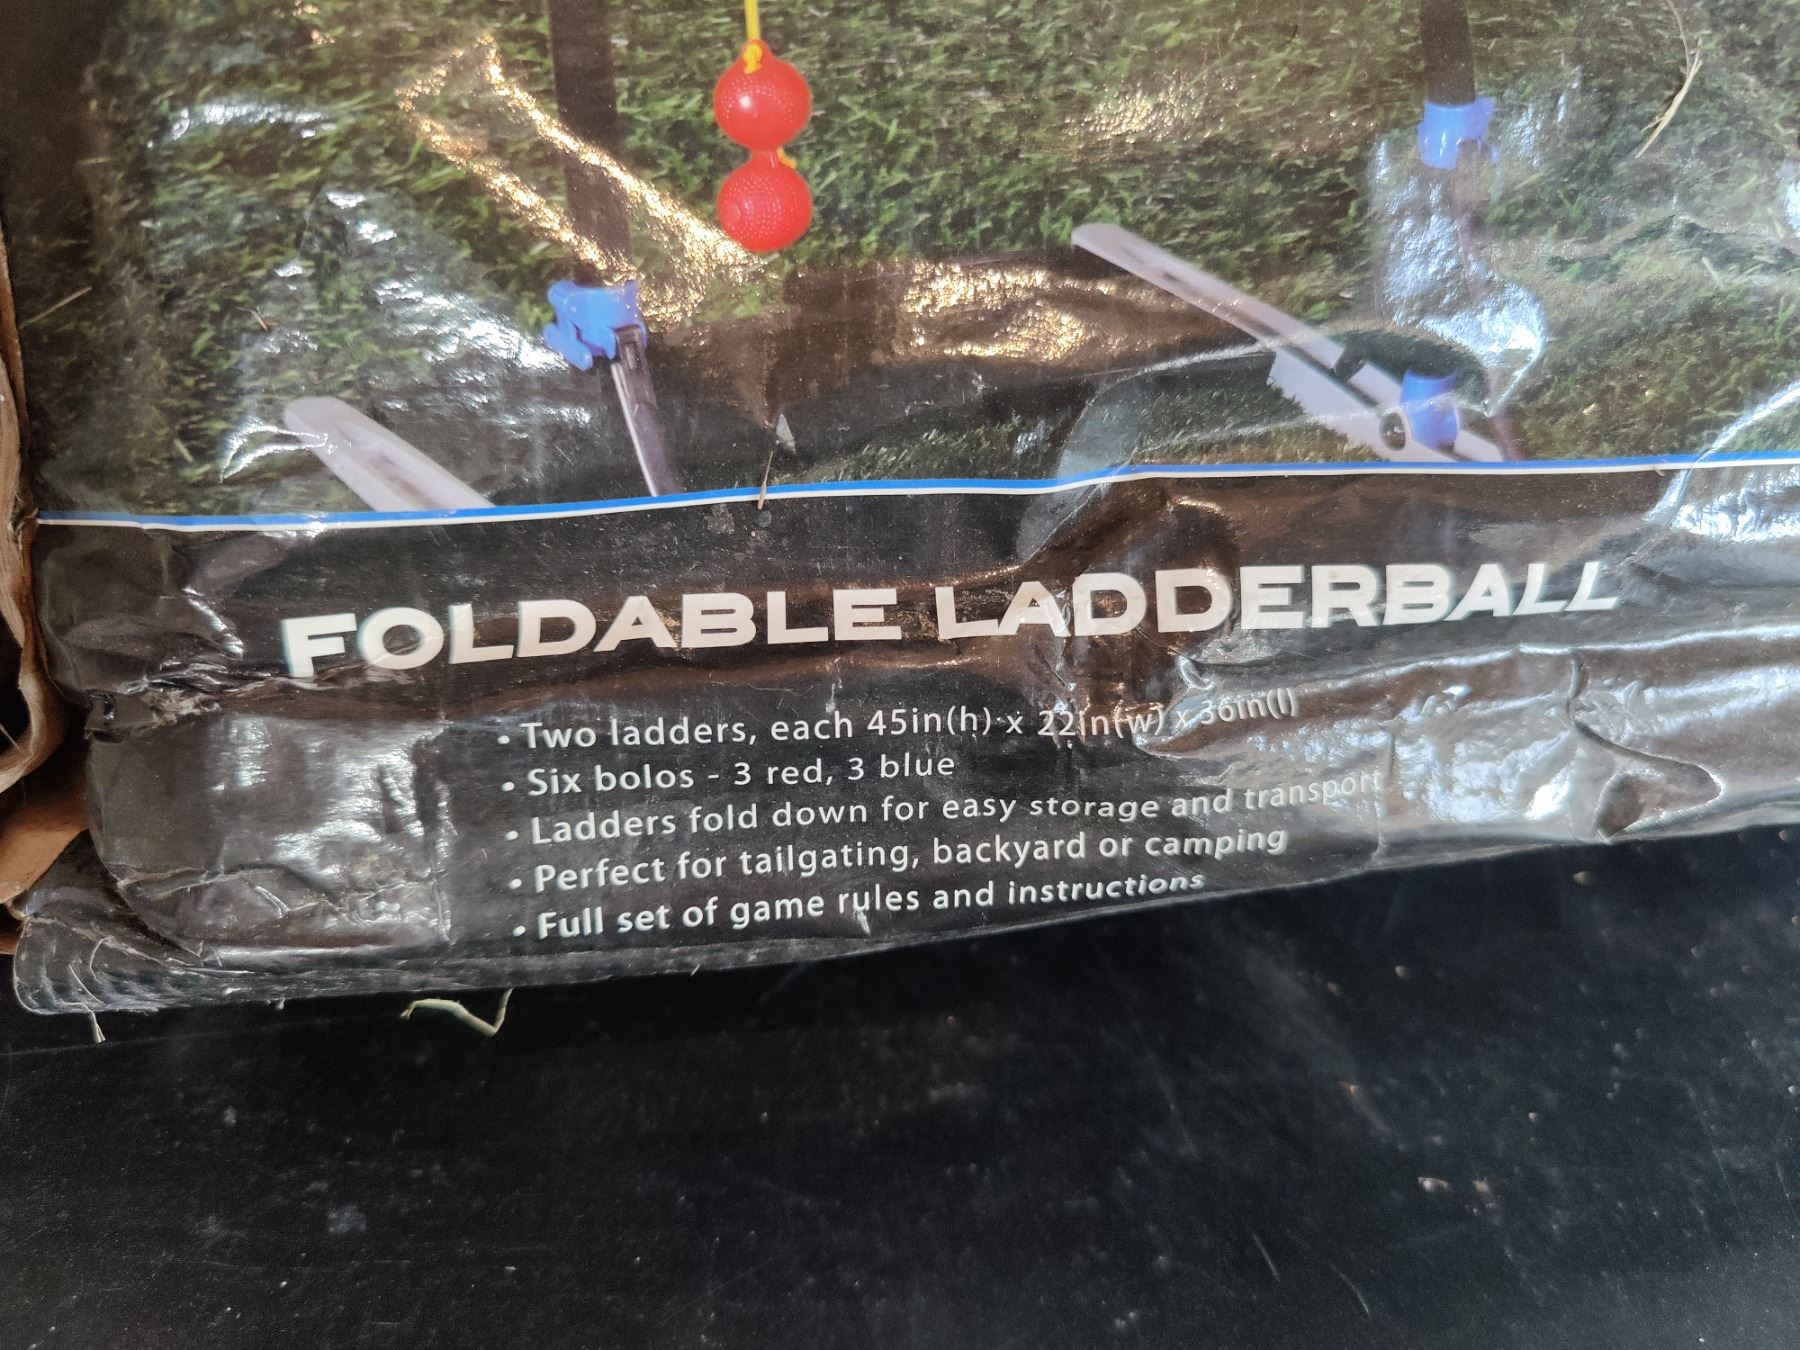 FOLDABLE LADDERBALL
• Two ladders, each 45in(h) x 22in(w) x 36in(l)
• Six bolos - 3 red, 3 blue
• Ladders fold down for easy storage and transport
• Perfect for tailgating, backyard or camping
• Full set of game rules and instructions